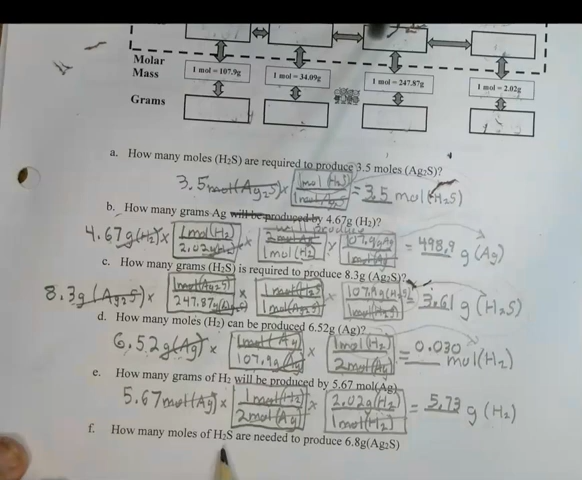 Molar
Mass
1 mol = 107.9g
1 mol = 34.09g
1 mol = 247.87g
1 mol = 2.02g
Grams
a. How many moles (H₂S) are required to produce 3.5 moles (Ag₂S)?
3.5 mol(Ag₂S) x 1mol(H₂S) / 1mol Ag₂S = 3.5 mol(H₂S)
b. How many grams Ag will be produced by 4.67g (H₂)?
will produce
4.67g(H₂) x 1mol(H₂) / 2.02g(H₂) x 2mol Ag / 1mol(H₂) x 107.9gAg / 1mol(Ag) = 498.9 g (Ag)
c. How many grams (H₂S) is required to produce 8.3g (Ag₂S)?
8.3g (Ag₂S) x 1mol(Ag₂S) / 247.87g(Ag₂S) x 1mol(H₂S) / 1mol(Ag₂S) x 107.9g(H₂S) / 1mol(H₂S) = 3.61 g (H₂S)
d. How many moles (H₂) can be produced 6.52g (Ag)?
6.52g(Ag) x 1mol(Ag) / 107.9g Ag x 1mol(H₂) / 2mol(Ag) = 0.030 mol(H₂)
e. How many grams of H₂ will be produced by 5.67 mol(Ag)
5.67mol(Ag) x 1mol(H₂) / 2mol(Ag) x 2.02g(H₂) / 1mol(H₂) = 5.73 g (H₂)
f. How many moles of H₂S are needed to produce 6.8g(Ag₂S)